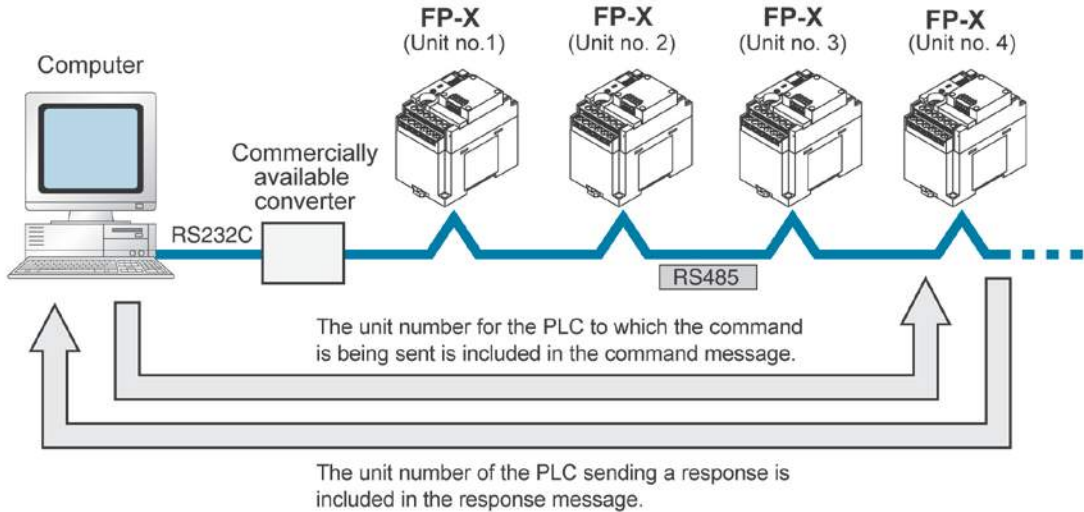 FP-X
(Unit no.1)
FP-X
(Unit no. 2)
FP-X
(Unit no. 3)
FP-X
(Unit no. 4)
Computer
Commercially
available
converter
RS232C
RS485
The unit number for the PLC to which the command
is being sent is included in the command message.
The unit number of the PLC sending a response is
included in the response message.